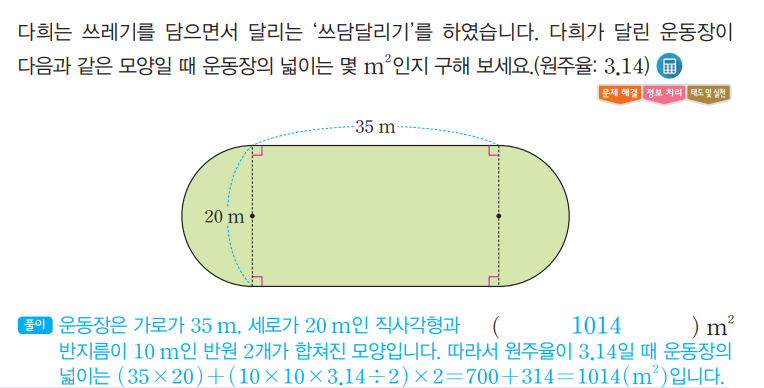 다희는 쓰레기를 담으면서 달리는 ‘쓰담달리기’를 하였습니다. 다희가 달린 운동장이
다음과 같은 모양일 때 운동장의 넓이는 몇 m²인지 구해 보세요.(원주율: 3.14)
문제 해결 정보 처리 태도 및 실천
35 m
20 m
풀이 운동장은 가로가 35 m, 세로가 20 m인 직사각형과 ( 1014 ) m²
반지름이 10 m인 반원 2개가 합쳐진 모양입니다. 따라서 원주율이 3.14일 때 운동장의
넓이는 (35×20)+(10×10×3.14÷2)×2=700+314=1014(m²)입니다.